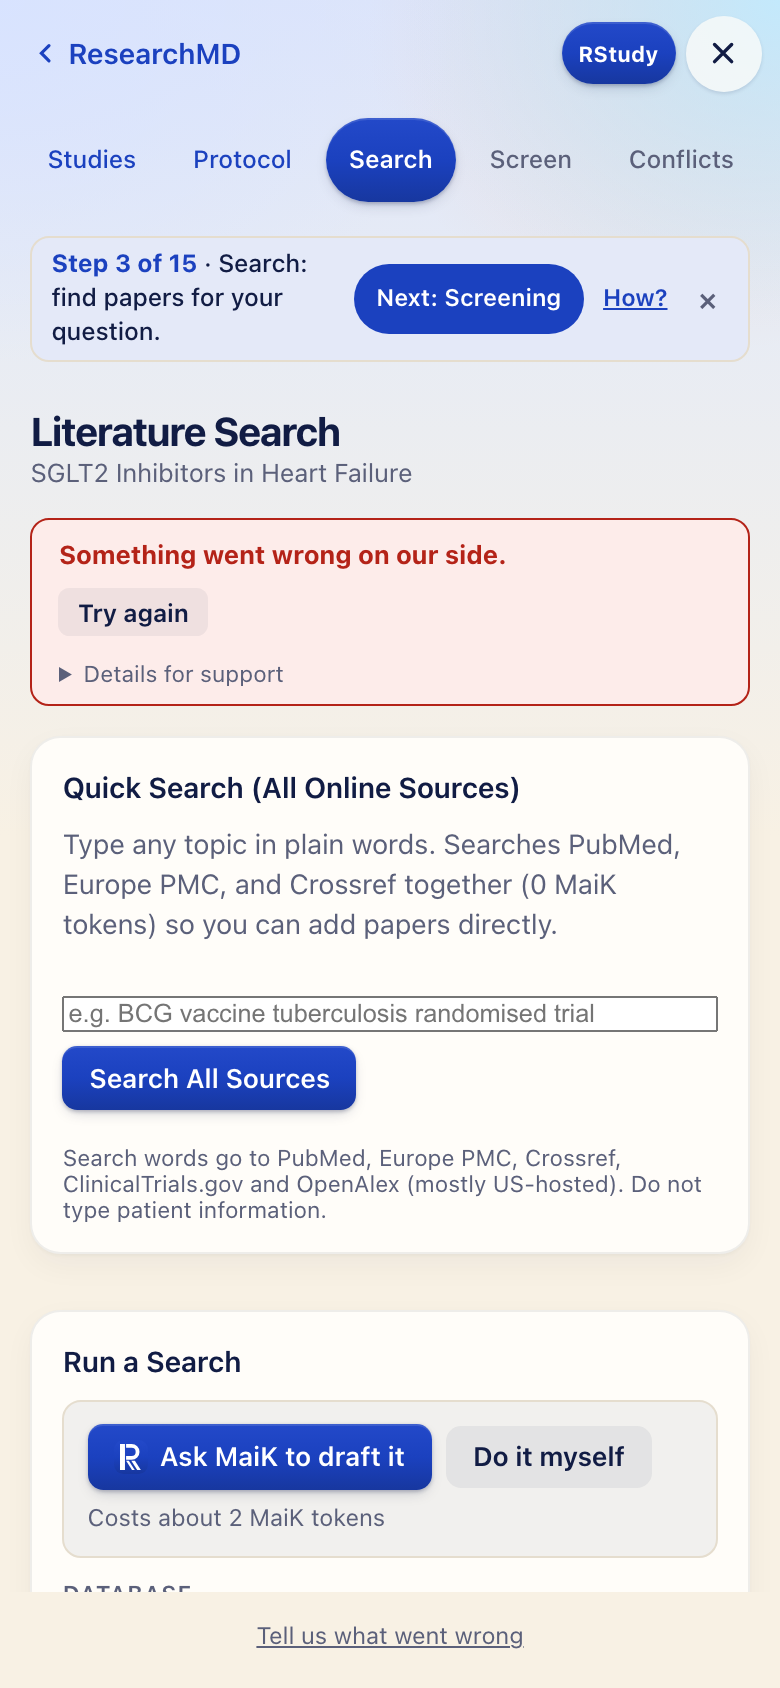 ResearchMD
RStudy
Studies
Protocol
Search
Screen
Conflicts
Step 3 of 15 · Search:
find papers for your
question.
Next: Screening
How?
×
Literature Search
SGLT2 Inhibitors in Heart Failure
Something went wrong on our side.
Try again
Details for support
Quick Search (All Online Sources)
Type any topic in plain words. Searches PubMed,
Europe PMC, and Crossref together (0 MaiK
tokens) so you can add papers directly.
e.g. BCG vaccine tuberculosis randomised trial
Search All Sources
Search words go to PubMed, Europe PMC, Crossref,
ClinicalTrials.gov and OpenAlex (mostly US-hosted). Do not
type patient information.
Run a Search
Ask MaiK to draft it
Do it myself
Costs about 2 MaiK tokens
DATABASE
Tell us what went wrong